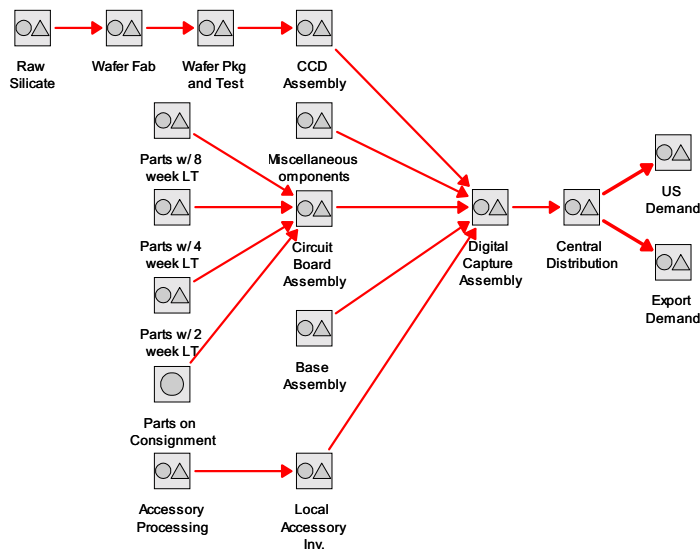 Raw
Silicate
Wafer Fab
Wafer Pkg
and Test
CCD
Assembly
Parts w/ 8
week LT
Miscellaneous
omponents
Parts w/ 4
week LT
Circuit
Board Assembly
Digital
Capture
Assembly
Central
Distribution
US
Demand
Export
Demand
Parts w/ 2
week LT
Base
Assembly
Parts on
Consignment
Accessory
Processing
Local
Accessory
Inv.